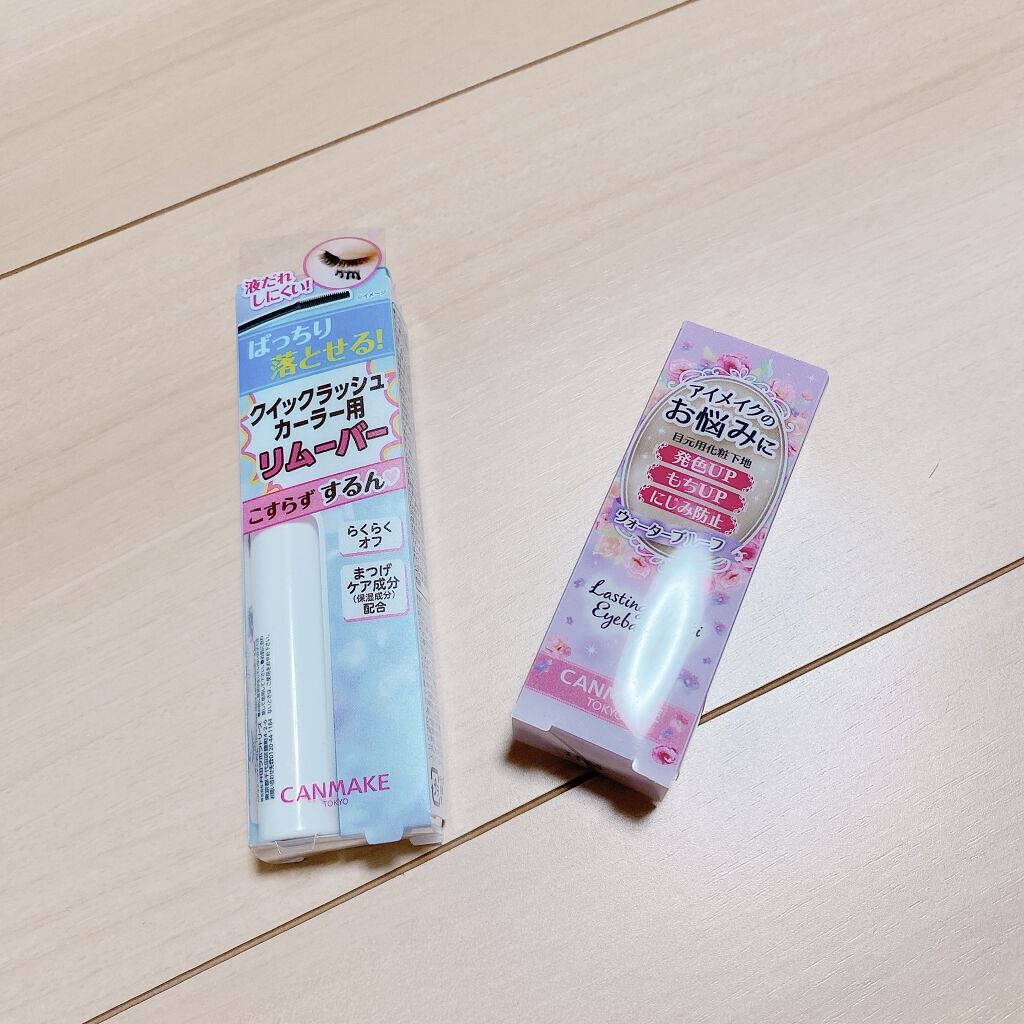 液だれ
しにくい!
※イメージ
ばっちり
落とせる!
クイックラッシュ
カーラー用
リムーバー
こすらず するん♡
らくらく
オフ
まつげ
ケア成分
(保湿成分)
配合
CANMAKE
TOKYO
アイメイクの
お悩みに
目元用化粧下地
発色UP
もちUP
にじみ防止
ウォータープルーフ
Lasting
TOKYO